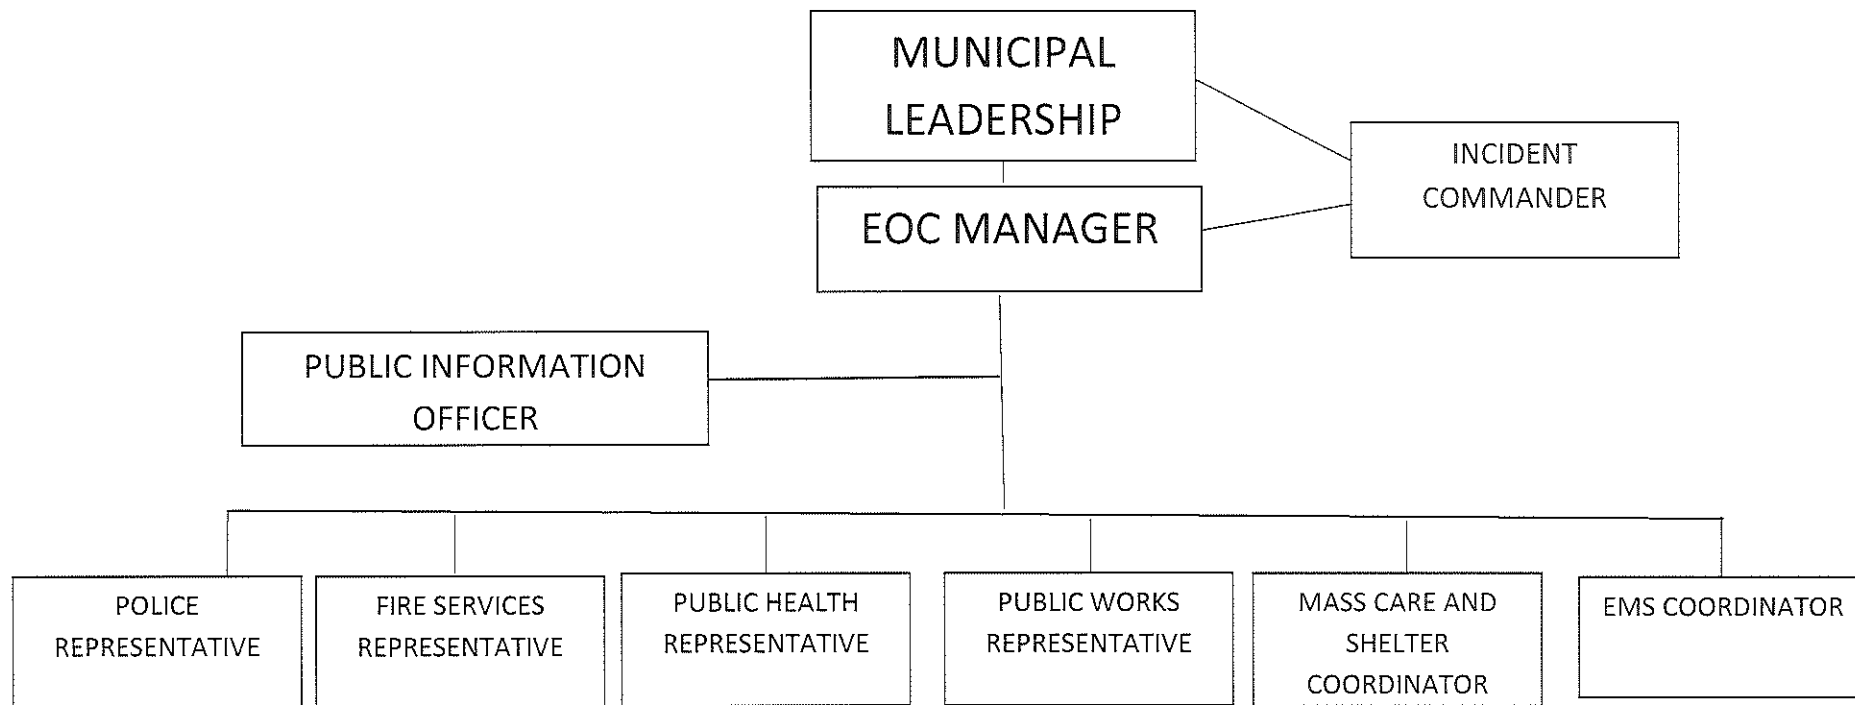 MUNICIPAL
LEADERSHIP
INCIDENT
COMMANDER
EOC MANAGER
PUBLIC INFORMATION
OFFICER
POLICE
REPRESENTATIVE
FIRE SERVICES
REPRESENTATIVE
PUBLIC HEALTH
REPRESENTATIVE
PUBLIC WORKS
REPRESENTATIVE
MASS CARE AND
SHELTER
COORDINATOR
EMS COORDINATOR